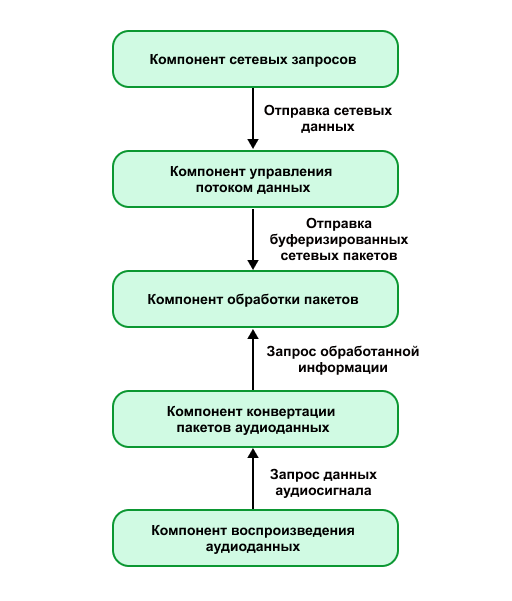 Компонент сетевых запросов
Отправка сетевых
данных
Компонент управления
потоком данных
Отправка
буферизированных
сетевых пакетов
Компонент обработки пакетов
Запрос обработанной
информации
Компонент конвертации
пакетов аудиоданных
Запрос данных
аудиосигнала
Компонент воспроизведения
аудиоданных